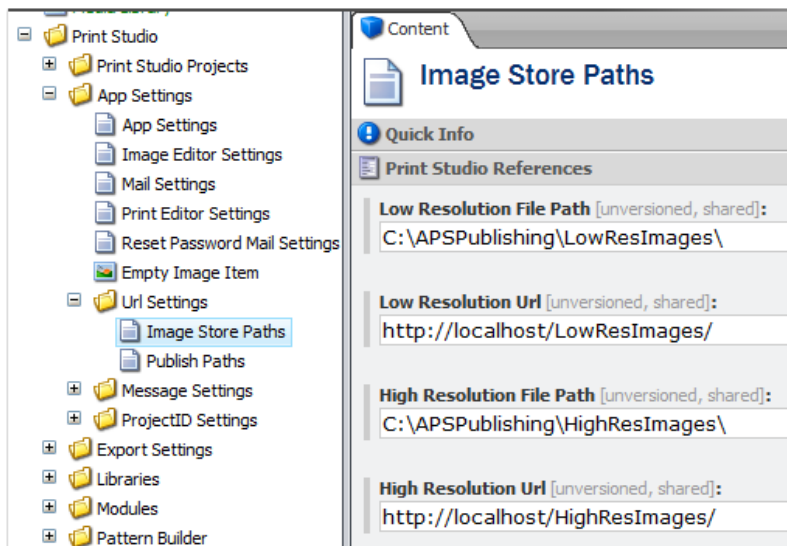 Media Library
Print Studio
Print Studio Projects
App Settings
App Settings
Image Editor Settings
Mail Settings
Print Editor Settings
Reset Password Mail Settings
Empty Image Item
Url Settings
Image Store Paths
Publish Paths
Message Settings
ProjectID Settings
Export Settings
Libraries
Modules
Pattern Builder
Content
Image Store Paths
Quick Info
Print Studio References
Low Resolution File Path [unversioned, shared]:
C:\APSPublishing\LowResImages\
Low Resolution Url [unversioned, shared]:
http://localhost/LowResImages/
High Resolution File Path [unversioned, shared]:
C:\APSPublishing\HighResImages\
High Resolution Url [unversioned, shared]:
http://localhost/HighResImages/